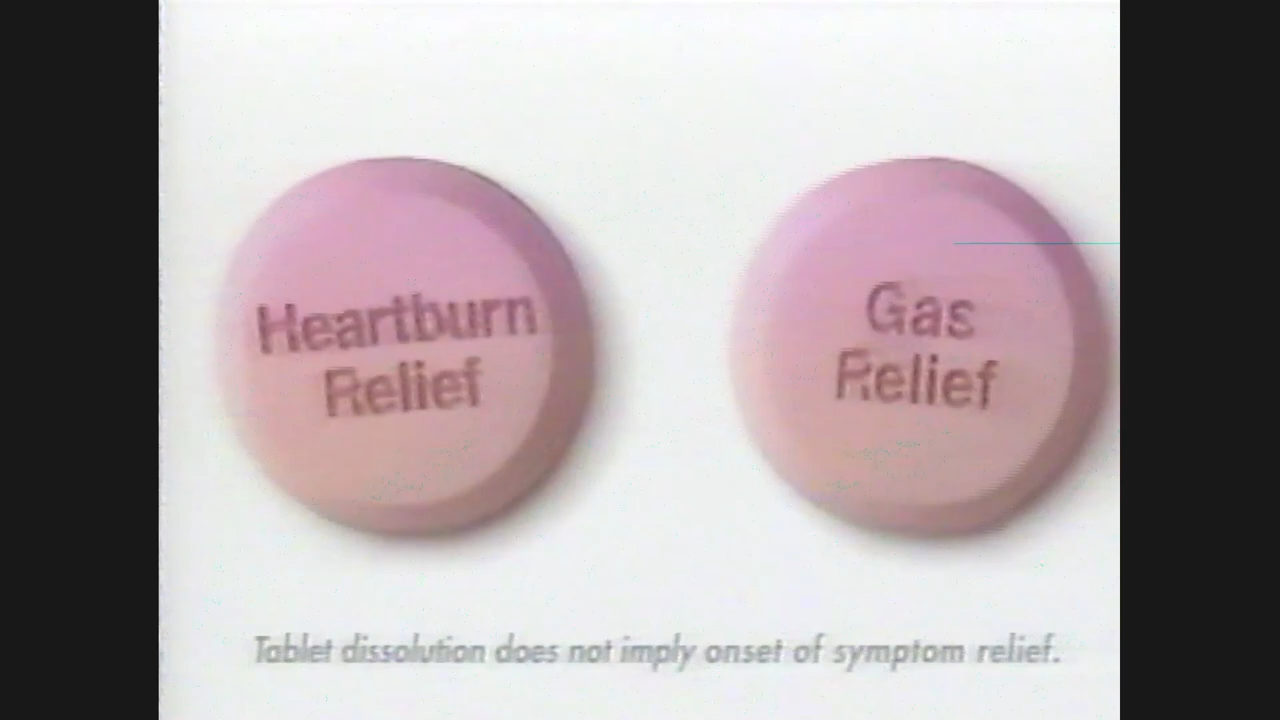 Heartburn
Relief
Gas
Relief
Tablet dissolution does not imply onset of symptom relief.